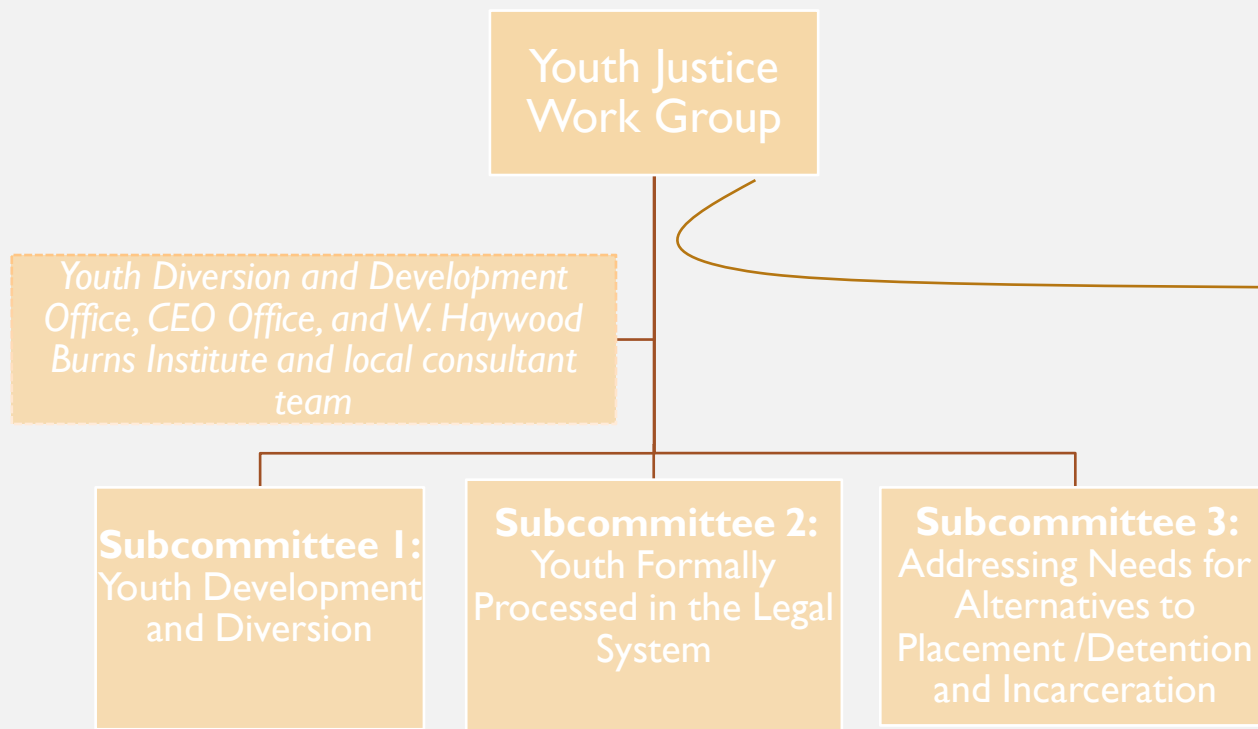 Youth Justice
Work Group
Youth Diversion and Development
Office, CEO Office, and W. Haywood
Burns Institute and local consultant
team
Subcommittee 1:
Youth Development
and Diversion
Subcommittee 2:
Youth Formally
Processed in the Legal
System
Subcommittee 3:
Addressing Needs for
Alternatives to
Placement /Detention
and Incarceration